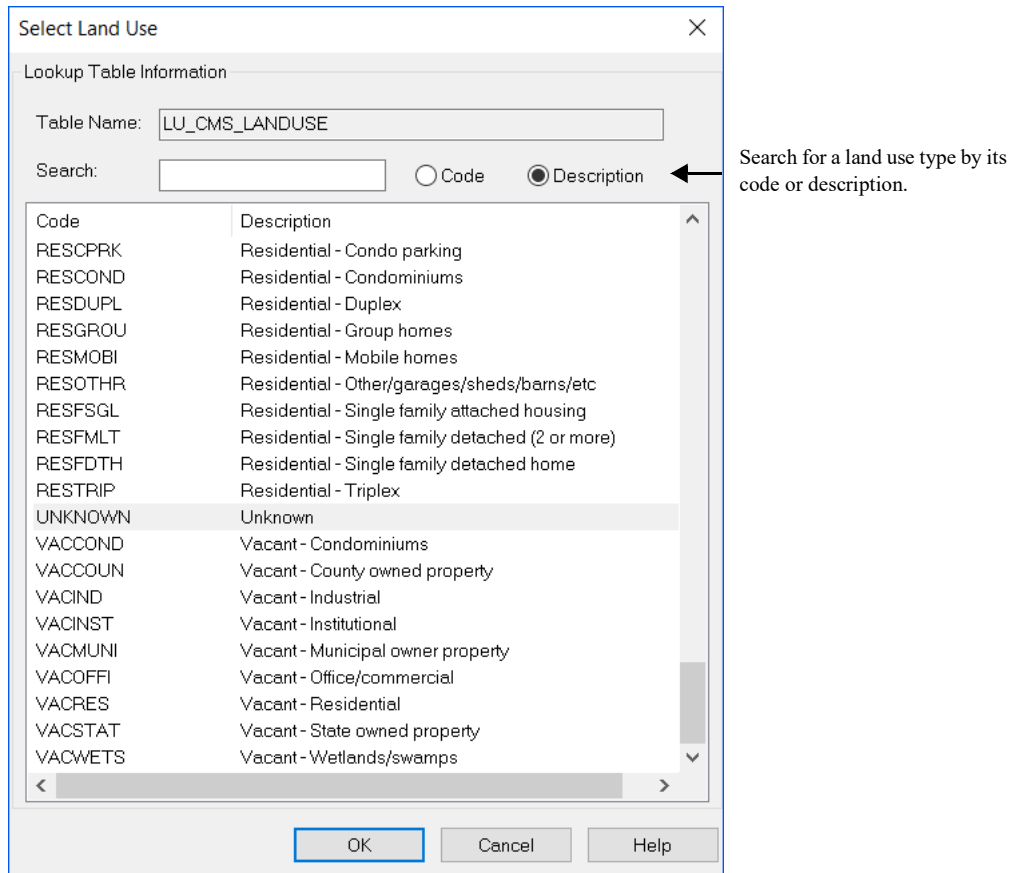 Select Land Use
Lookup Table Information
Table Name: LU_CMS_LANDUSE
Search: Code Description
Search for a land use type by its
code or description.
Code Description
RESCPRK Residential - Condo parking
RESCOND Residential - Condominiums
RESDUPL Residential - Duplex
RESGROU Residential - Group homes
RESMOBI Residential - Mobile homes
RESOTHR Residential - Other/garages/sheds/barns/etc
RESFSGL Residential - Single family attached housing
RESFMLT Residential - Single family detached (2 or more)
RESFDTH Residential - Single family detached home
RESTRIP Residential - Triplex
UNKNOWN Unknown
VACCOND Vacant - Condominiums
VACCOUN Vacant - County owned property
VACIND Vacant - Industrial
VACINST Vacant - Institutional
VACMUNI Vacant - Municipal owner property
VACOFFI Vacant - Office/commercial
VACRES Vacant - Residential
VACSTAT Vacant - State owned property
VACWETS Vacant - Wetlands/swamps
OK Cancel Help